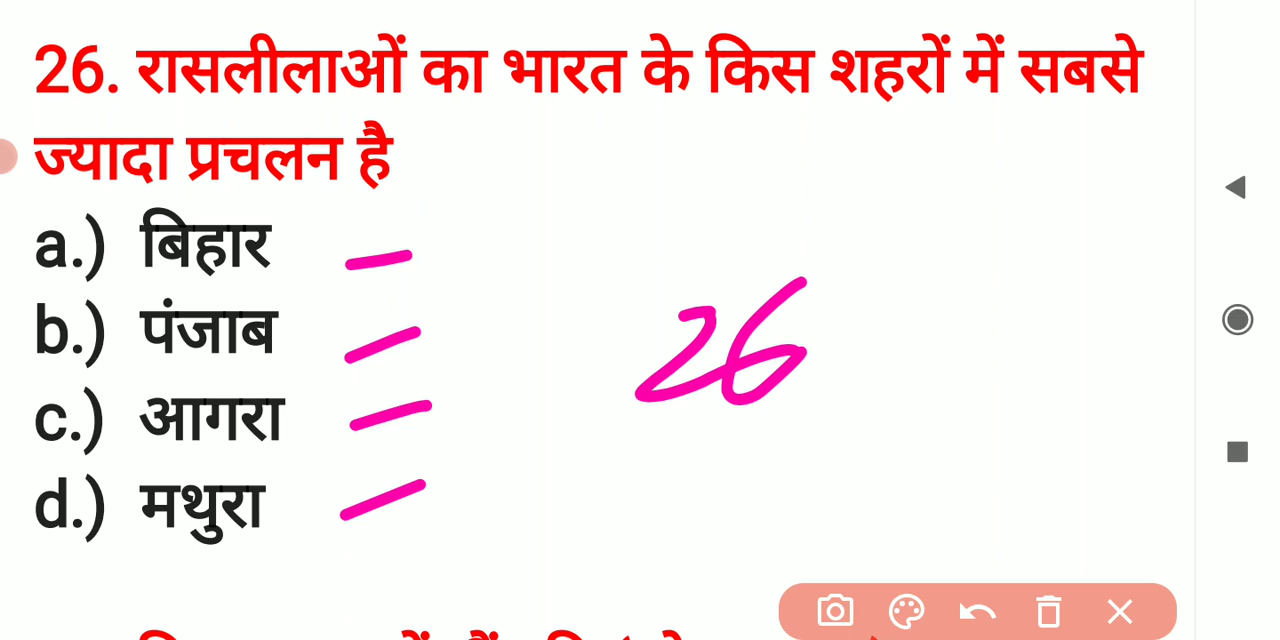 26. रासलीलाओं का भारत के किस शहरों में सबसे
ज्यादा प्रचलन है
a.) बिहार
b.) पंजाब
c.) आगरा
d.) मथुरा
26